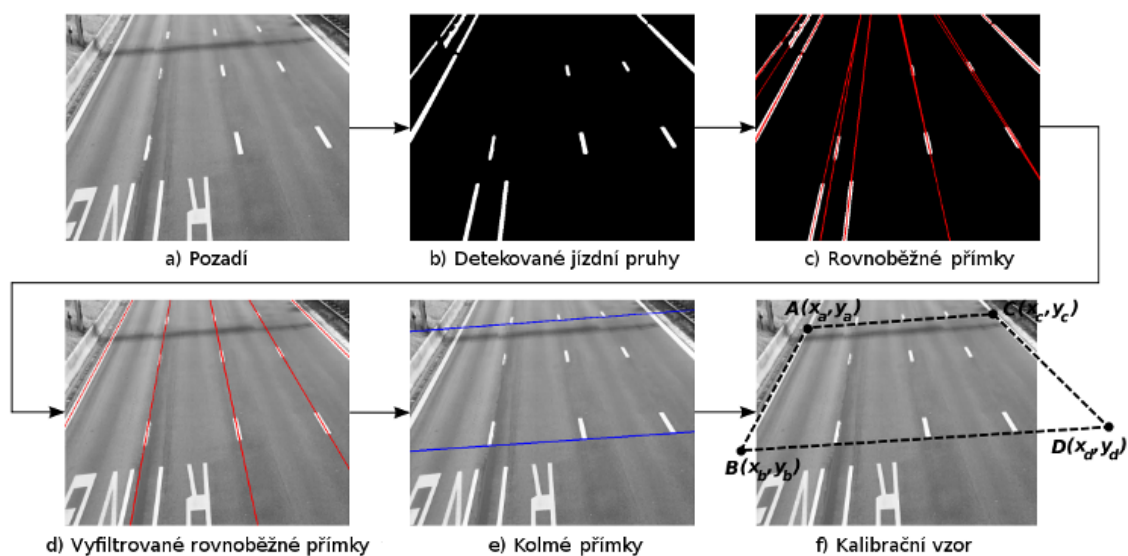 a) Pozadí
b) Detekované jízdní pruhy
c) Rovnoběžné přímky
A(xa,ya)
C(xc,yc)
B(xb,yb)
D(xd,yd)
d) Vyfiltrované rovnoběžné přímky
e) Kolmé přímky
f) Kalibrační vzor